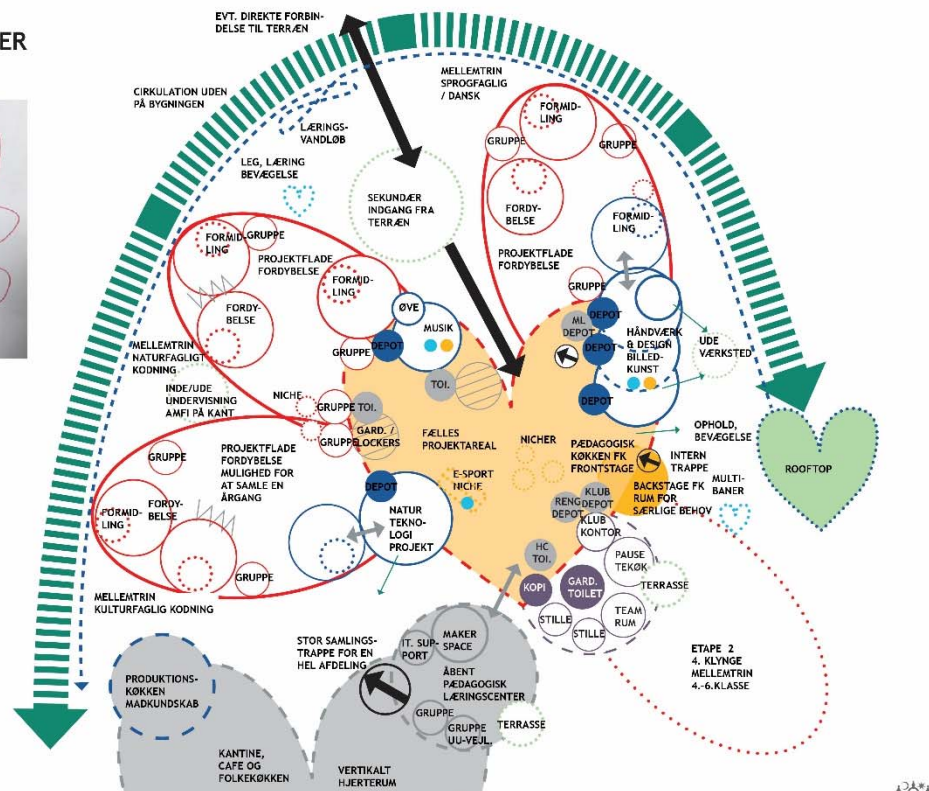 ER
EVT. DIREKTE FORBIN-
DELSE TIL TERRÆN
CIRKULATION UDEN
PÅ BYGNINGEN
MELLEMTRIN
SPROGFAGLIG
/ DANSK
LÆRINGS-
VANDLØB
LEG, LÆRING
BEVÆGELSE
SEKUNDÆR
INDGANG FRA
TERRÆN
FORMID-
LING
GRUPPE
GRUPPE
FORDY-
BELSE
FORMID-
LING
PROJEKTFLADE
FORDYBELSE
GRUPPE
FORMID-
LING
GRUPPE
PROJEKTFLADE
FORDYBELSE
FORMID-
LING
FORDY-
BELSE
GRUPPE
MELLEMTRIN
NATURFAGLIGT
KODNING
INDE/UDE
UNDERVISNING
AMFI PÅ KANT
ØVE
MUSIK
DEPOT
TOI.
ML
DEPOT
DEPOT
DEPOT
DEPOT
HÅNDVÆRK
& DESIGN
BILLED-
KUNST
UDE
VÆRKSTED
NICHE
GRUPPE
TOI.
GARD. /
LOCKERS
GRUPPE
FÆLLES
PROJEKTAREAL
NICHER
PÆDAGOGISK
KØKKEN FK
FRONTSTAGE
OPHOLD,
BEVÆGELSE
INTERN
TRAPPE
BACKSTAGE FK
RUM FOR
SÆRLIGE BEHOV
MULTI-
BANER
ROOFTOP
PROJEKTFLADE
FORDYBELSE
MULIGHED FOR
AT SAMLE EN
ÅRGANG
GRUPPE
FORMID-
LING
FORDY-
BELSE
GRUPPE
MELLEMTRIN
KULTURFAGLIG KODNING
DEPOT
NATUR
TEKNO-
LOGI
PROJEKT
E-SPORT
NICHE
RENG
DEPOT
KLUB
DEPOT
KLUB
KONTOR
HC
TOI.
KOPI
GARD.
TOILET
PAUSE
TEKØK
TERRASSE
STILLE
STILLE
TEAM
RUM
STOR SAMLINGS-
TRAPPE FOR EN
HEL AFDELING
IT. SUP-
PORT
MAKER
SPACE
ÅBENT
PÆDAGOGISK
LÆRINGSCENTER
GRUPPE
GRUPPE
UU-VEJL.
TERRASSE
PRODUKTIONS-
KØKKEN
MADKUNDSKAB
KANTINE,
CAFE OG
FOLKEKØKKEN
VERTIKALT
HJERTERUM
ETAPE 2
4. KLYNGE
MELLEMTRIN
4.-6.KLASSE